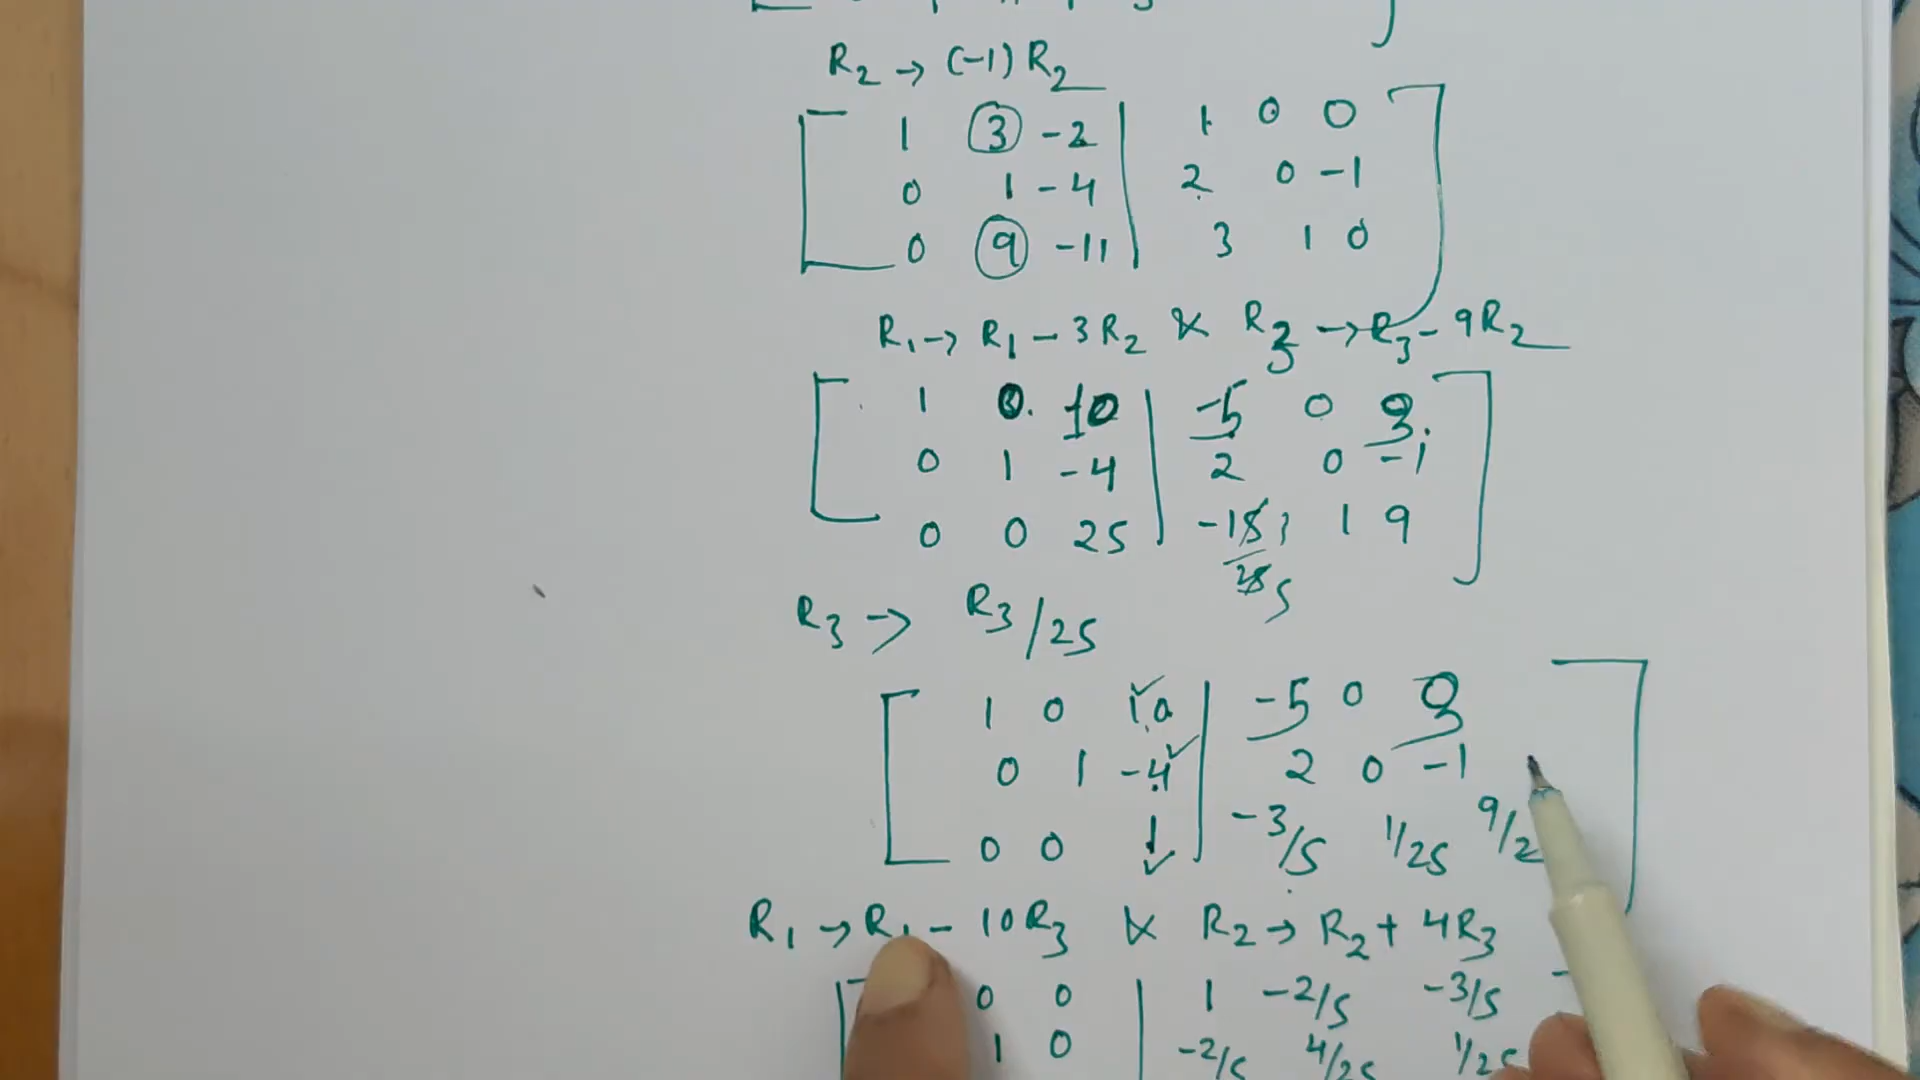 R2 → (-1) R2
1 3 -2 | 1 0 0
0 1 -4 | 2 0 -1
0 9 -11 | 3 1 0
R1 → R1 - 3R2 & R3 → R3 - 9R2
1 0 10 | -5 0 3
0 1 -4 | 2 0 -1
0 0 25 | -15 3 1 9
25 5
R3 → R3/25
1 0 10 | -5 0 3
0 1 -4 | 2 0 -1
0 0 1 | -3/5 1/25 9/2
R1 → R1 - 10R3 & R2 → R2 + 4R3
0 0 | 1 -2/5 -3/5
1 0 | -2/5 4/25 1/25